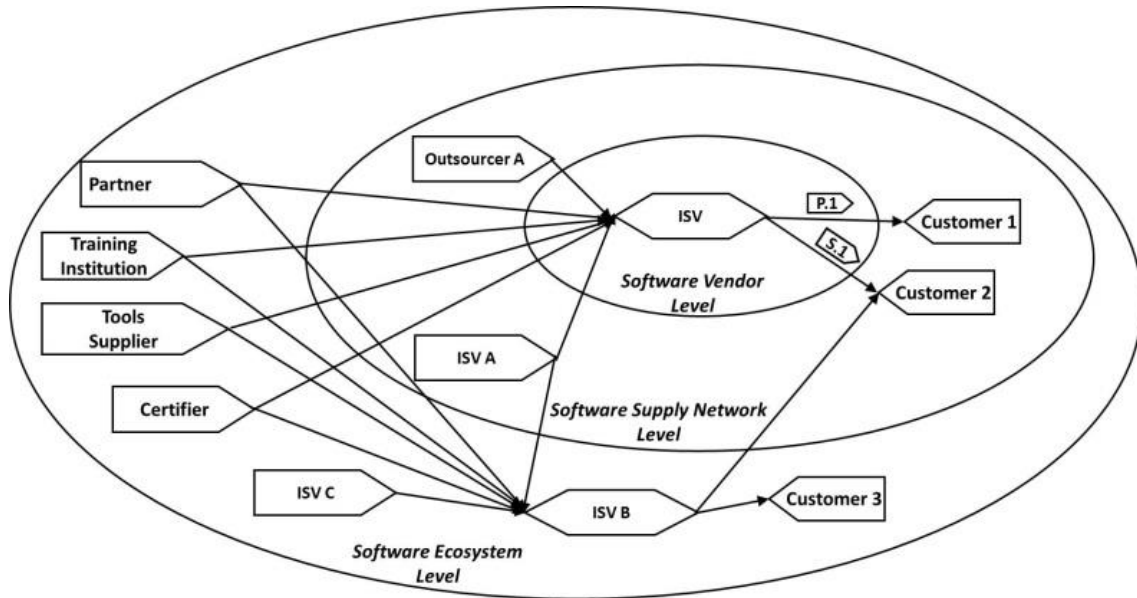 Outsourcer A
Partner
ISV
P.1
Customer 1
Training
Institution
S.1
Software Vendor
Level
Customer 2
Tools
Supplier
ISV A
Certifier
Software Supply Network
Level
ISV C
ISV B
Customer 3
Software Ecosystem
Level